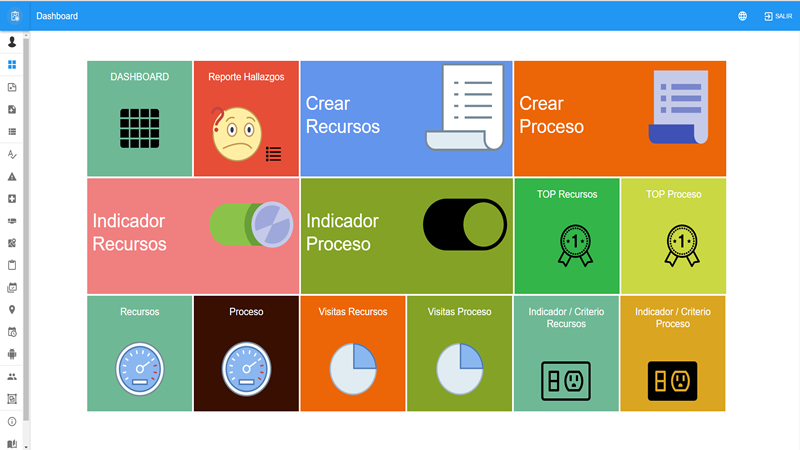 Dashboard
SALIR
DASHBOARD
Reporte Hallazgos
Crear
Recursos
Crear
Proceso
Indicador
Recursos
Indicador
Proceso
TOP Recursos
1
TOP Proceso
1
Recursos
Proceso
Visitas Recursos
Visitas Proceso
Indicador / Criterio
Recursos
Indicador / Criterio
Proceso